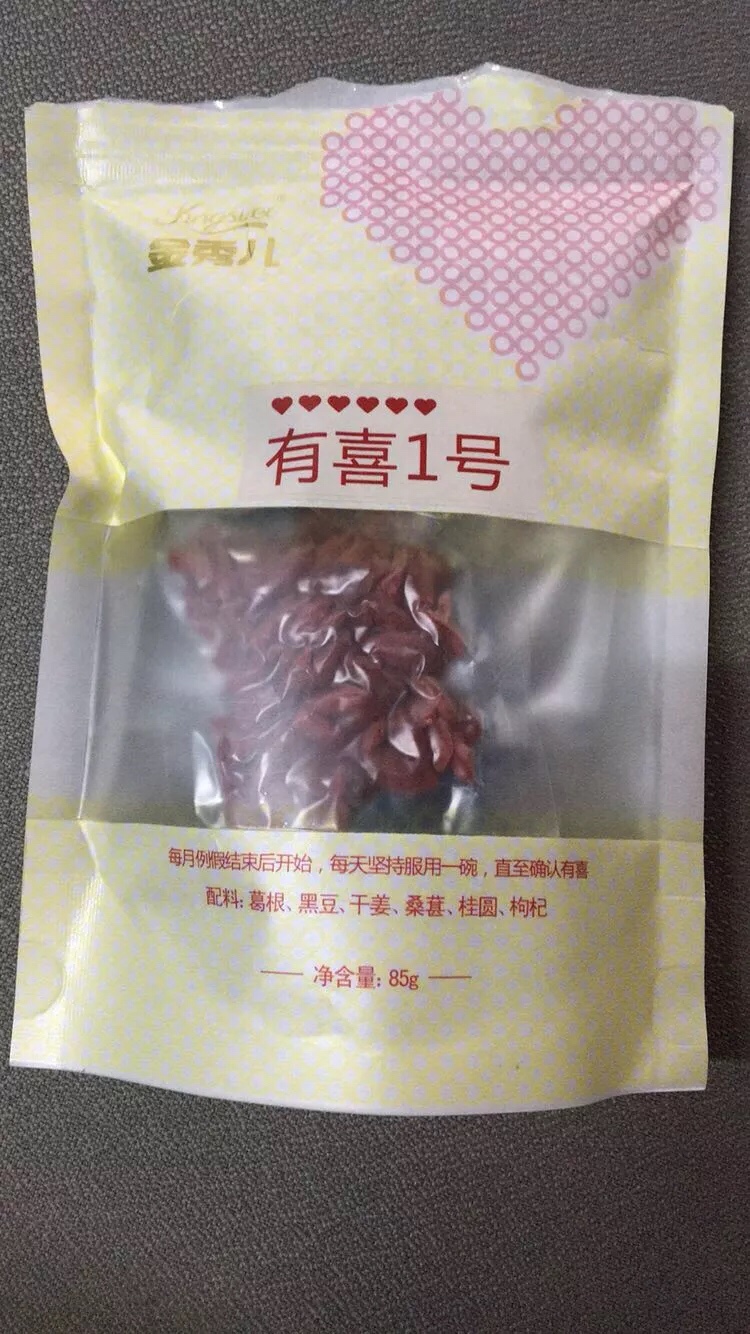 金秀儿
有喜1号
每月例假结束后开始，每天坚持服用一碗，直至确认有喜
配料: 葛根、黑豆、干姜、桑葚、桂圆、枸杞
净含量: 85g